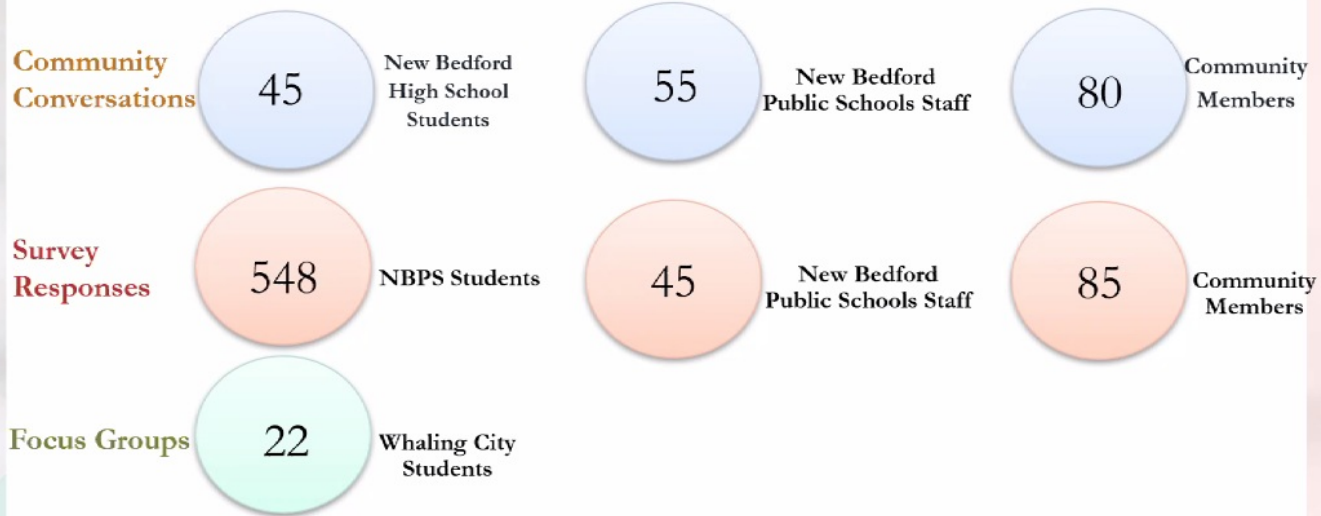 Community
Conversations
45
New Bedford
High School
Students
55
New Bedford
Public Schools Staff
80
Community
Members
Survey
Responses
548
NBPS Students
45
New Bedford
Public Schools Staff
85
Community
Members
Focus Groups
22
Whaling City
Students